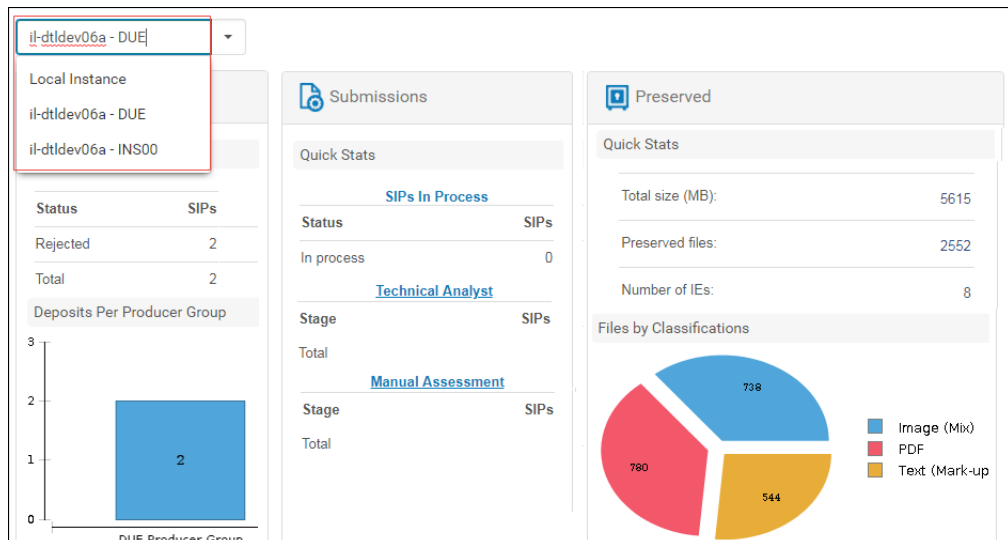 il-dtldev06a - DUE
Local Instance
il-dtldev06a - DUE
il-dtldev06a - INS00
Status SIPs
Rejected 2
Total 2
Deposits Per Producer Group
3
2
1
0
2
DUE Producer Group
Submissions
Quick Stats
SIPs In Process
Status SIPs
In process 0
Technical Analyst
Stage SIPs
Total
Manual Assessment
Stage SIPs
Total
Preserved
Quick Stats
Total size (MB): 5615
Preserved files: 2552
Number of IEs: 8
Files by Classifications
738
780
544
Image (Mix)
PDF
Text (Mark-up